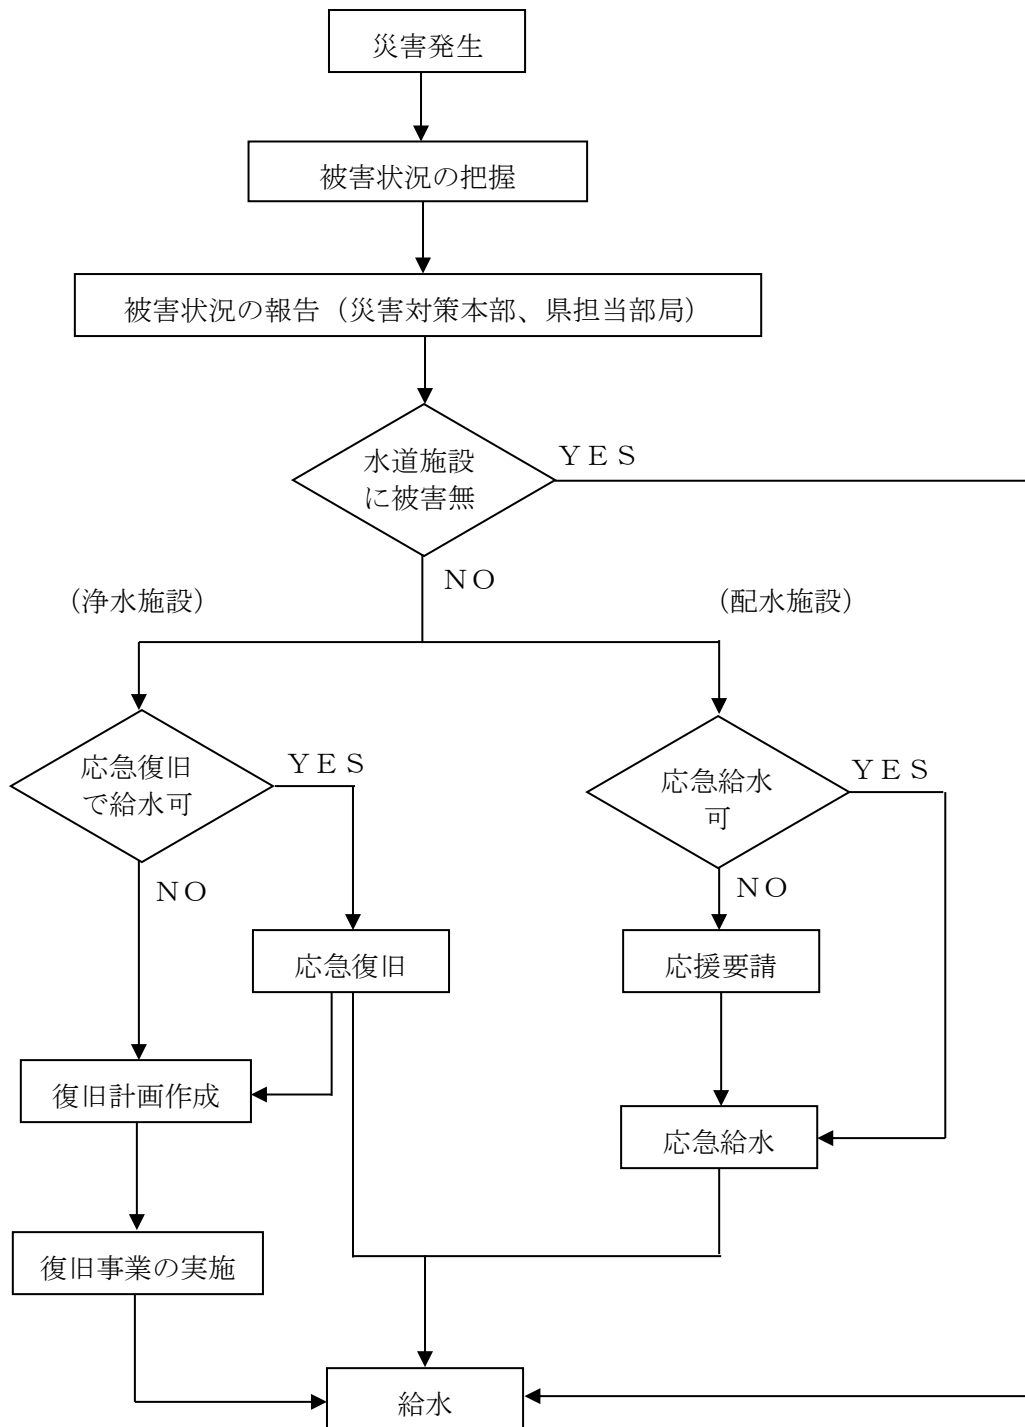 災害発生
被害状況の把握
被害状況の報告（災害対策本部、県担当部局）
水道施設
に被害無
ＹＥＳ
ＮＯ
（浄水施設）
（配水施設）
応急復旧
で給水可
ＹＥＳ
ＮＯ
応急給水
可
ＹＥＳ
ＮＯ
応急復旧
応援要請
復旧計画作成
応急給水
復旧事業の実施
給水